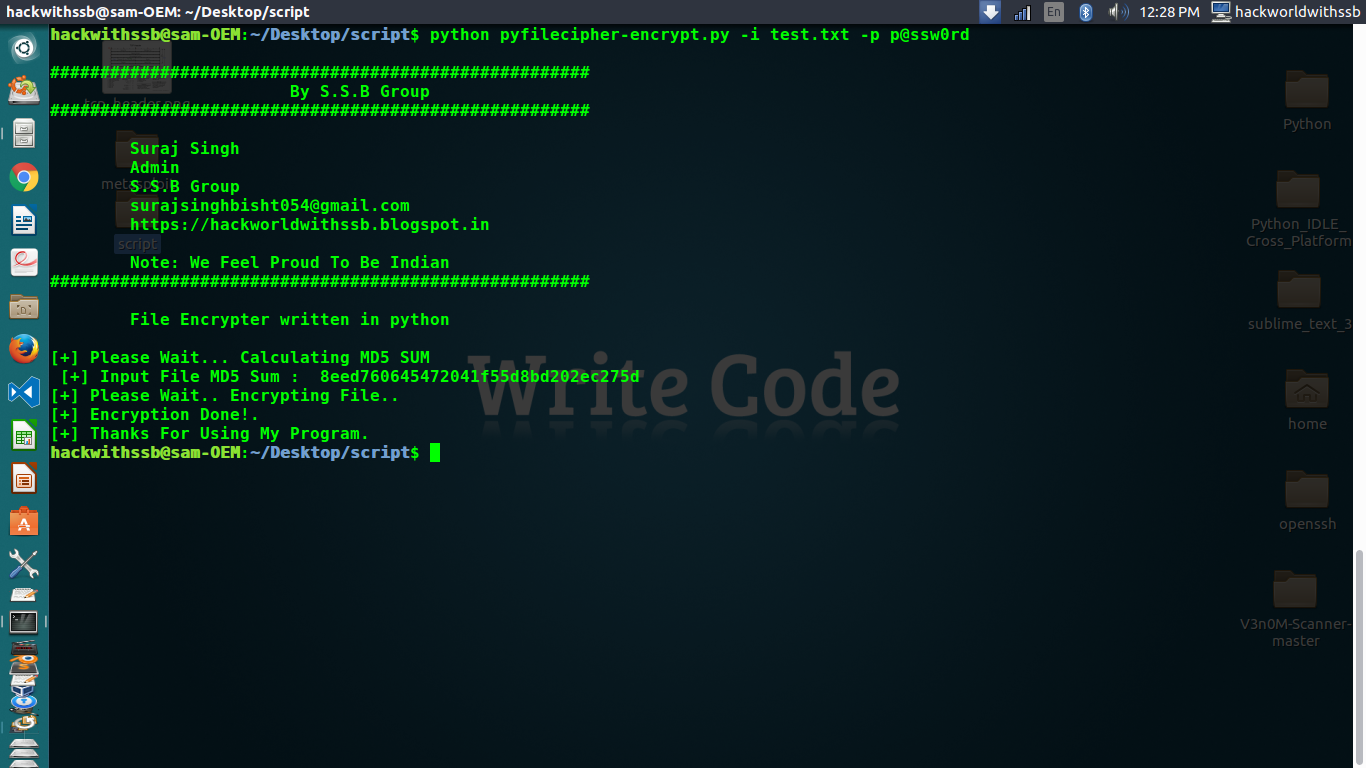 hackwithssb@sam-OEM: ~/Desktop/script
En
12:28 PM
hackworldwithssb
hackwithssb@sam-OEM:~/Desktop/script$ python pyfilecipher-encrypt.py -i test.txt -p p@ssw0rd
######################################################
By S.S.B Group
######################################################
Suraj Singh
Admin
S.S.B Group
surajsinghbisht054@gmail.com
https://hackworldwithssb.blogspot.in
Note: We Feel Proud To Be Indian
######################################################
File Encrypter written in python
[+] Please Wait... Calculating MD5 SUM
[+] Input File MD5 Sum :  8eed760645472041f55d8bd202ec275d
[+] Please Wait.. Encrypting File..
[+] Encryption Done!.
[+] Thanks For Using My Program.
hackwithssb@sam-OEM:~/Desktop/script$
tcp_header.png
script
Write Code
Python
Python_IDLE_
Cross_Platform
sublime_text_3
home
openssh
V3n0M-Scanner-
master